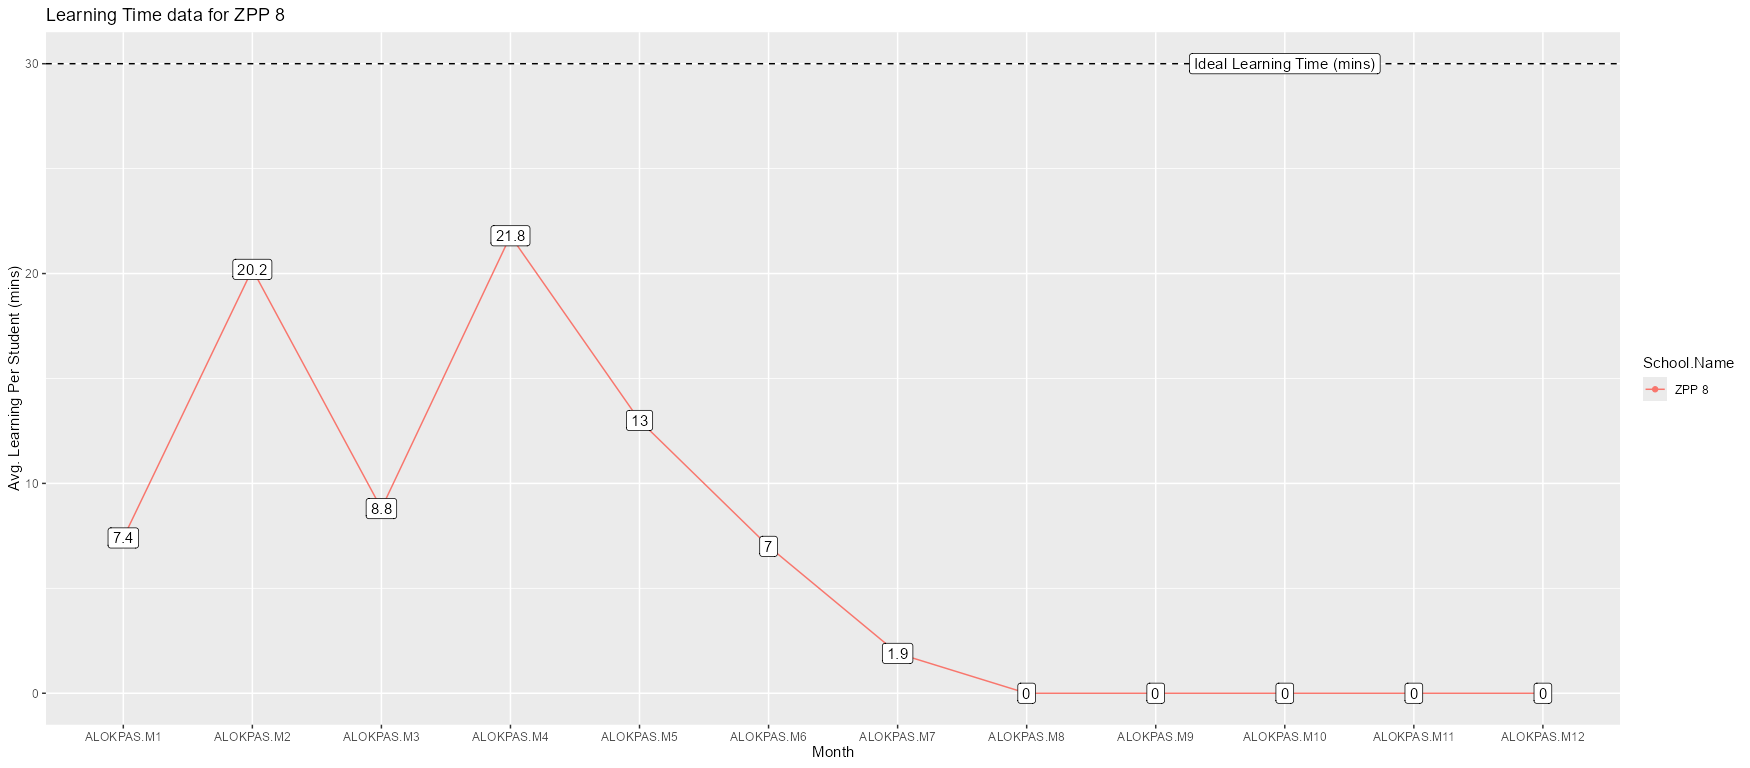 Learning Time data for ZPP 8
Avg. Learning Per Student (mins)
30
20
10
0
Ideal Learning Time (mins)
7.4
20.2
8.8
21.8
13
7
1.9
0
0
0
0
0
ALOKPAS.M1
ALOKPAS.M2
ALOKPAS.M3
ALOKPAS.M4
ALOKPAS.M5
ALOKPAS.M6
ALOKPAS.M7
ALOKPAS.M8
ALOKPAS.M9
ALOKPAS.M10
ALOKPAS.M11
ALOKPAS.M12
Month
School.Name
ZPP 8